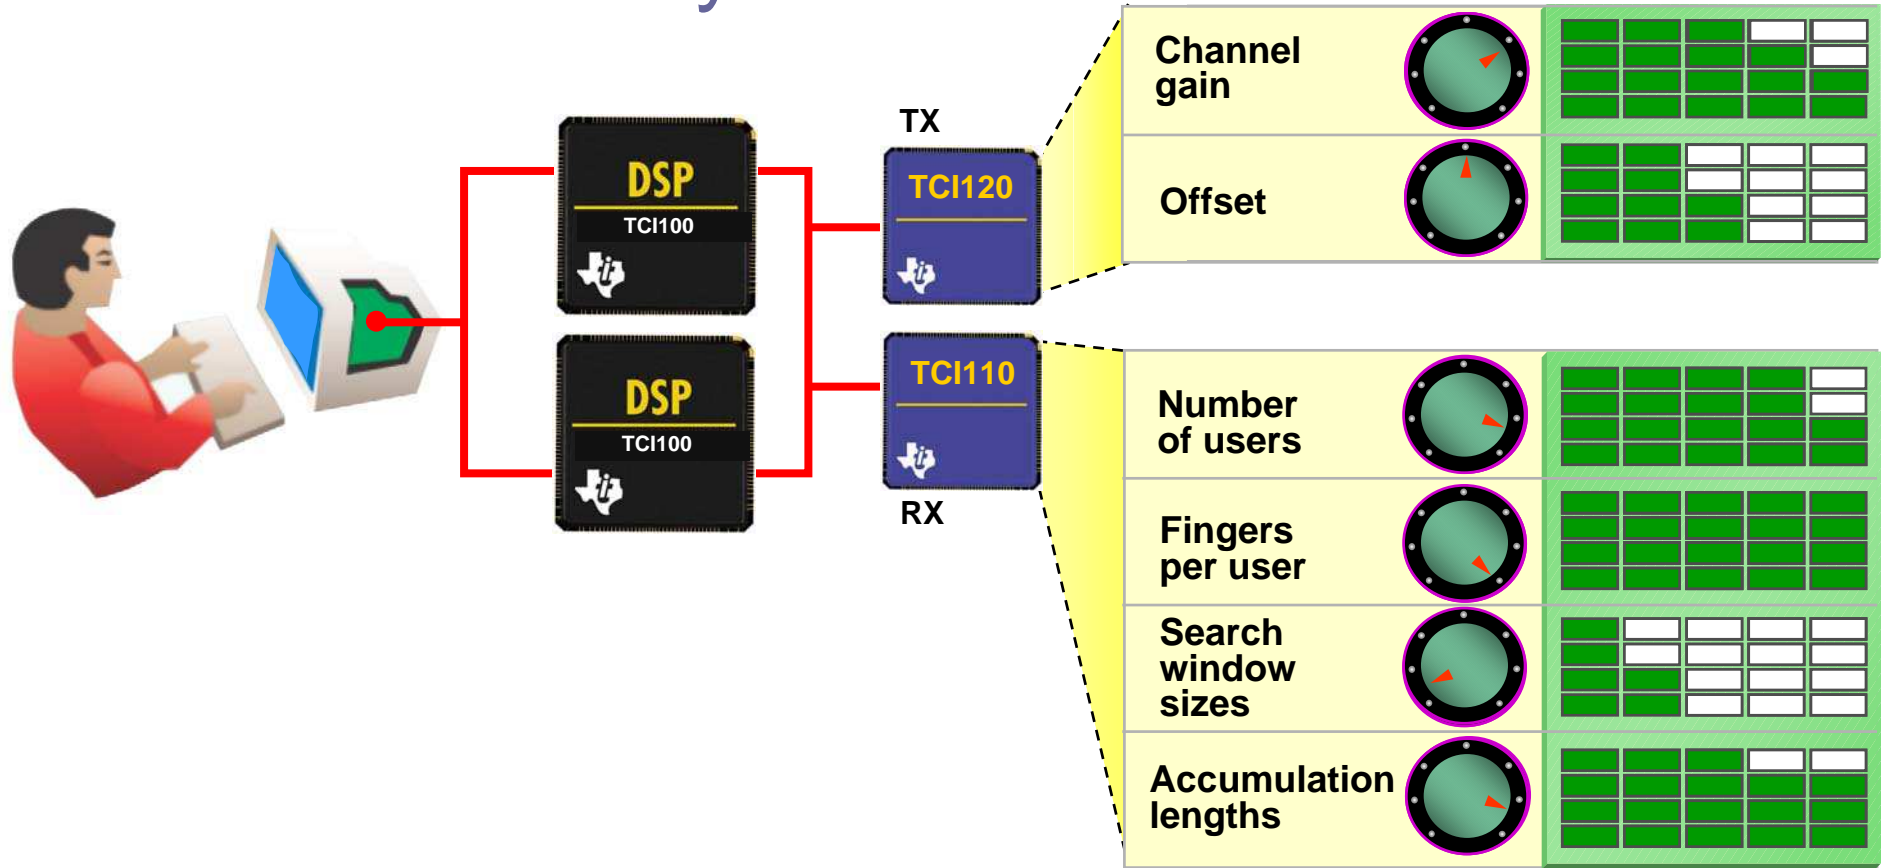 TX
DSP
TCI100
TCI120
DSP
TCI100
TCI110
RX
Channel
gain
Offset
Number
of users
Fingers
per user
Search
window
sizes
Accumulation
lengths